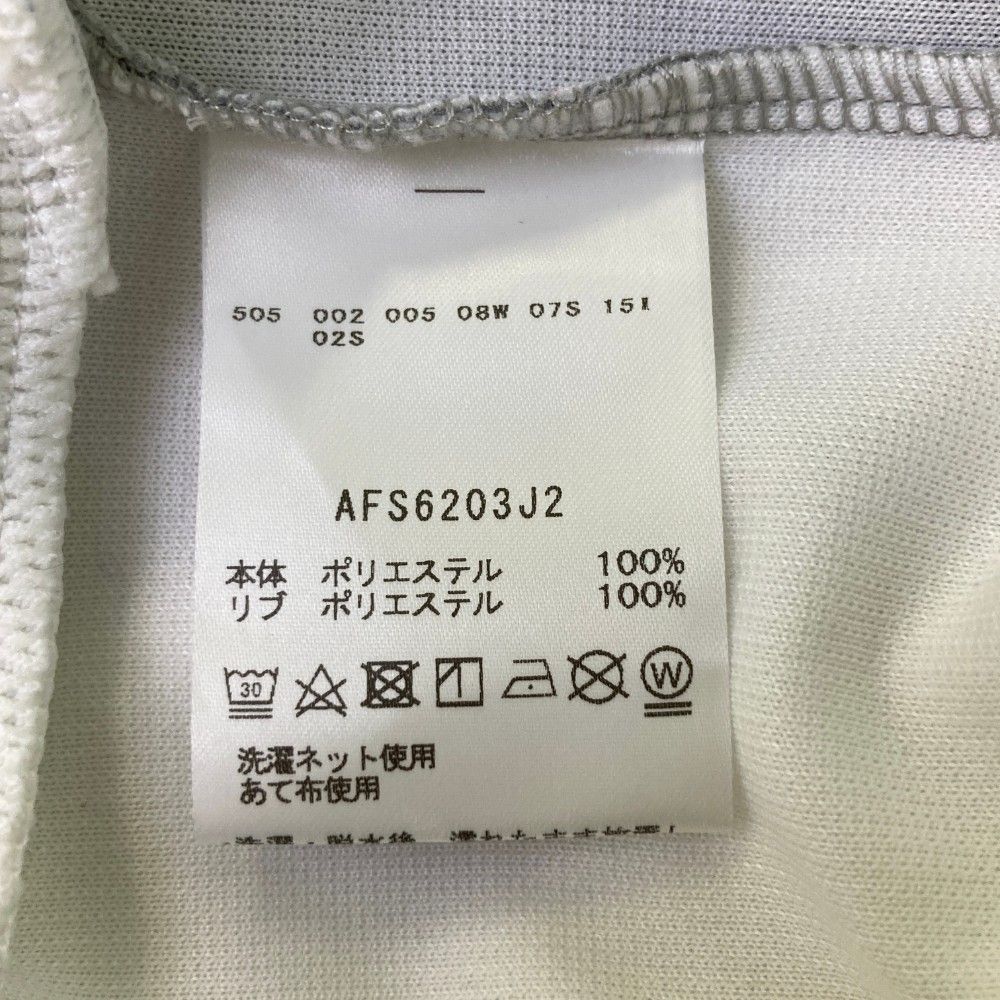 505 002 005 08W 07S 15I
02S
AFS6203J2
本体 ポリエステル 100%
リブ ポリエステル 100%
30
W
洗濯ネット使用
あて布使用